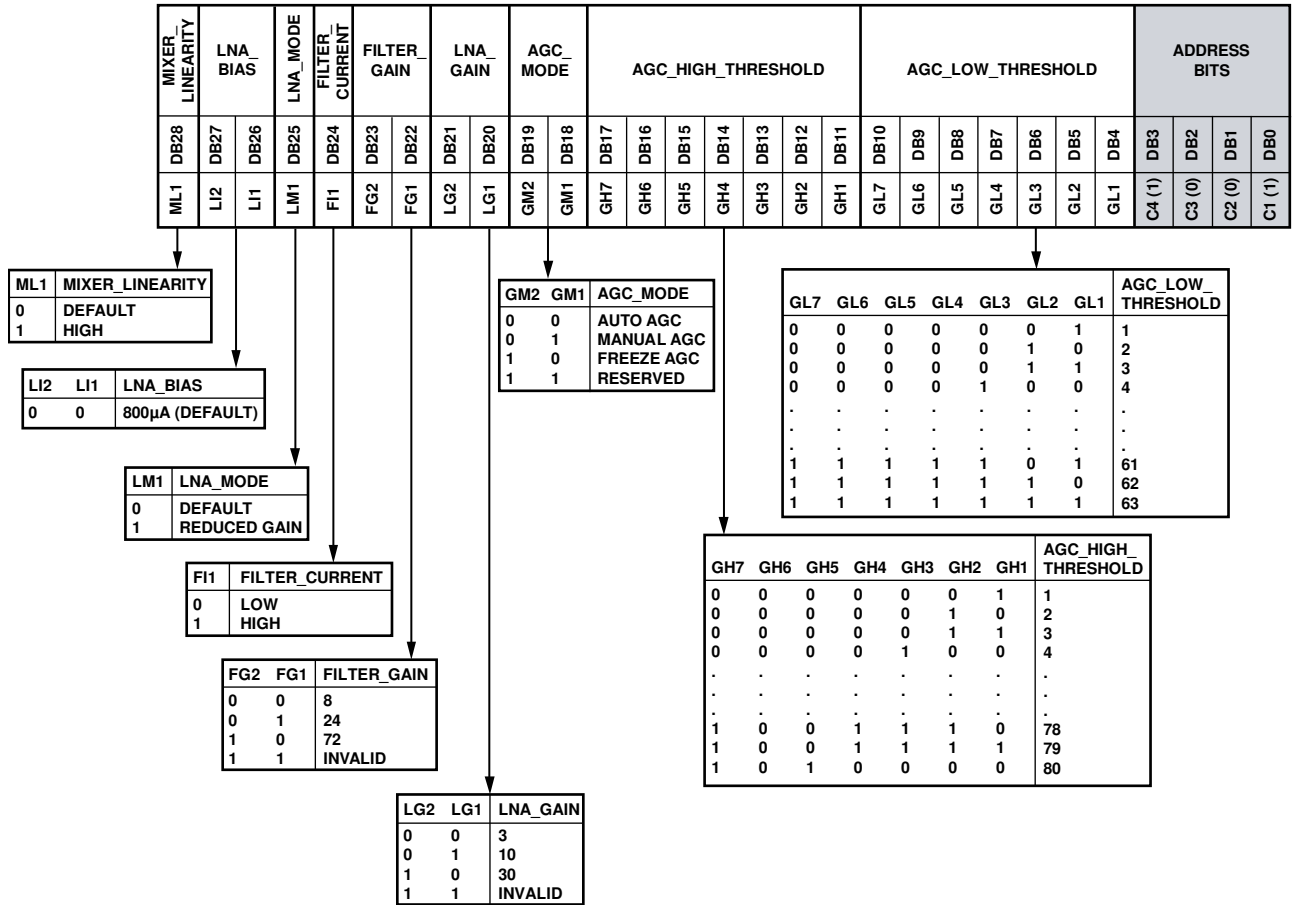 MIXER_
LINEARITY
LNA_
BIAS
LNA_MODE
FILTER_
CURRENT
FILTER_
GAIN
LNA_
GAIN
AGC_
MODE
AGC_HIGH_THRESHOLD
AGC_LOW_THRESHOLD
ADDRESS
BITS
DB28 DB27 DB26 DB25 DB24 DB23 DB22 DB21 DB20 DB19 DB18 DB17 DB16 DB15 DB14 DB13 DB12 DB11 DB10 DB9 DB8 DB7 DB6 DB5 DB4 DB3 DB2 DB1 DB0
ML1 LI2 LI1 LM1 FI1 FG2 FG1 LG2 LG1 GM2 GM1 GH7 GH6 GH5 GH4 GH3 GH2 GH1 GL7 GL6 GL5 GL4 GL3 GL2 GL1 C4 (1) C3 (0) C2 (0) C1 (1)
ML1 MIXER_LINEARITY
0 DEFAULT
1 HIGH
LI2 LI1 LNA_BIAS
0 0 800µA (DEFAULT)
LM1 LNA_MODE
0 DEFAULT
1 REDUCED GAIN
FI1 FILTER_CURRENT
0 LOW
1 HIGH
FG2 FG1 FILTER_GAIN
0 0 8
0 1 24
1 0 72
1 1 INVALID
LG2 LG1 LNA_GAIN
0 0 3
0 1 10
1 0 30
1 1 INVALID
GM2 GM1 AGC_MODE
0 0 AUTO AGC
0 1 MANUAL AGC
1 0 FREEZE AGC
1 1 RESERVED
GL7 GL6 GL5 GL4 GL3 GL2 GL1 AGC_LOW_
THRESHOLD
0 0 0 0 0 0 1 1
0 0 0 0 0 1 0 2
0 0 0 0 0 1 1 3
0 0 0 0 1 0 0 4
. . . . . . . .
. . . . . . . .
. . . . . . . .
1 1 1 1 1 0 1 61
1 1 1 1 1 1 0 62
1 1 1 1 1 1 1 63
GH7 GH6 GH5 GH4 GH3 GH2 GH1 AGC_HIGH_
THRESHOLD
0 0 0 0 0 0 1 1
0 0 0 0 0 1 0 2
0 0 0 0 0 1 1 3
0 0 0 0 1 0 0 4
. . . . . . . .
. . . . . . . .
. . . . . . . .
1 0 0 1 1 1 0 78
1 0 0 1 1 1 1 79
1 0 1 0 0 0 0 80